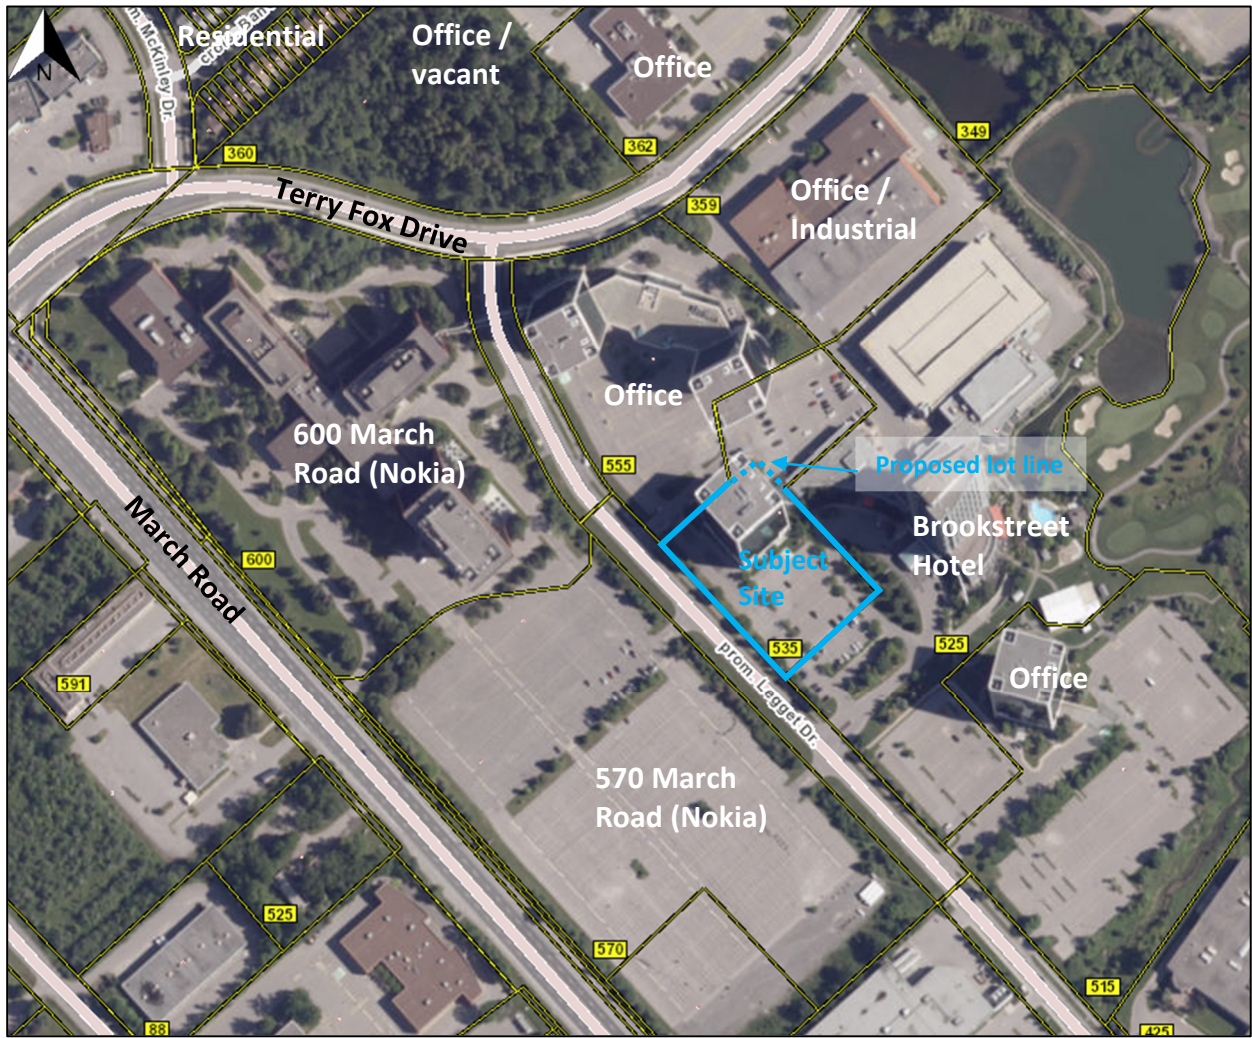 N
m. McKinley Dr.
Residential
Office /
vacant
Office
360
362
349
359
Terry Fox Drive
Office /
Industrial
Office
600 March
Road (Nokia)
555
Proposed lot line
Brookstreet
Hotel
Subject
Site
March Road
600
535
525
prom. Legget Dr.
591
Office
570 March
Road (Nokia)
525
570
515
88
425